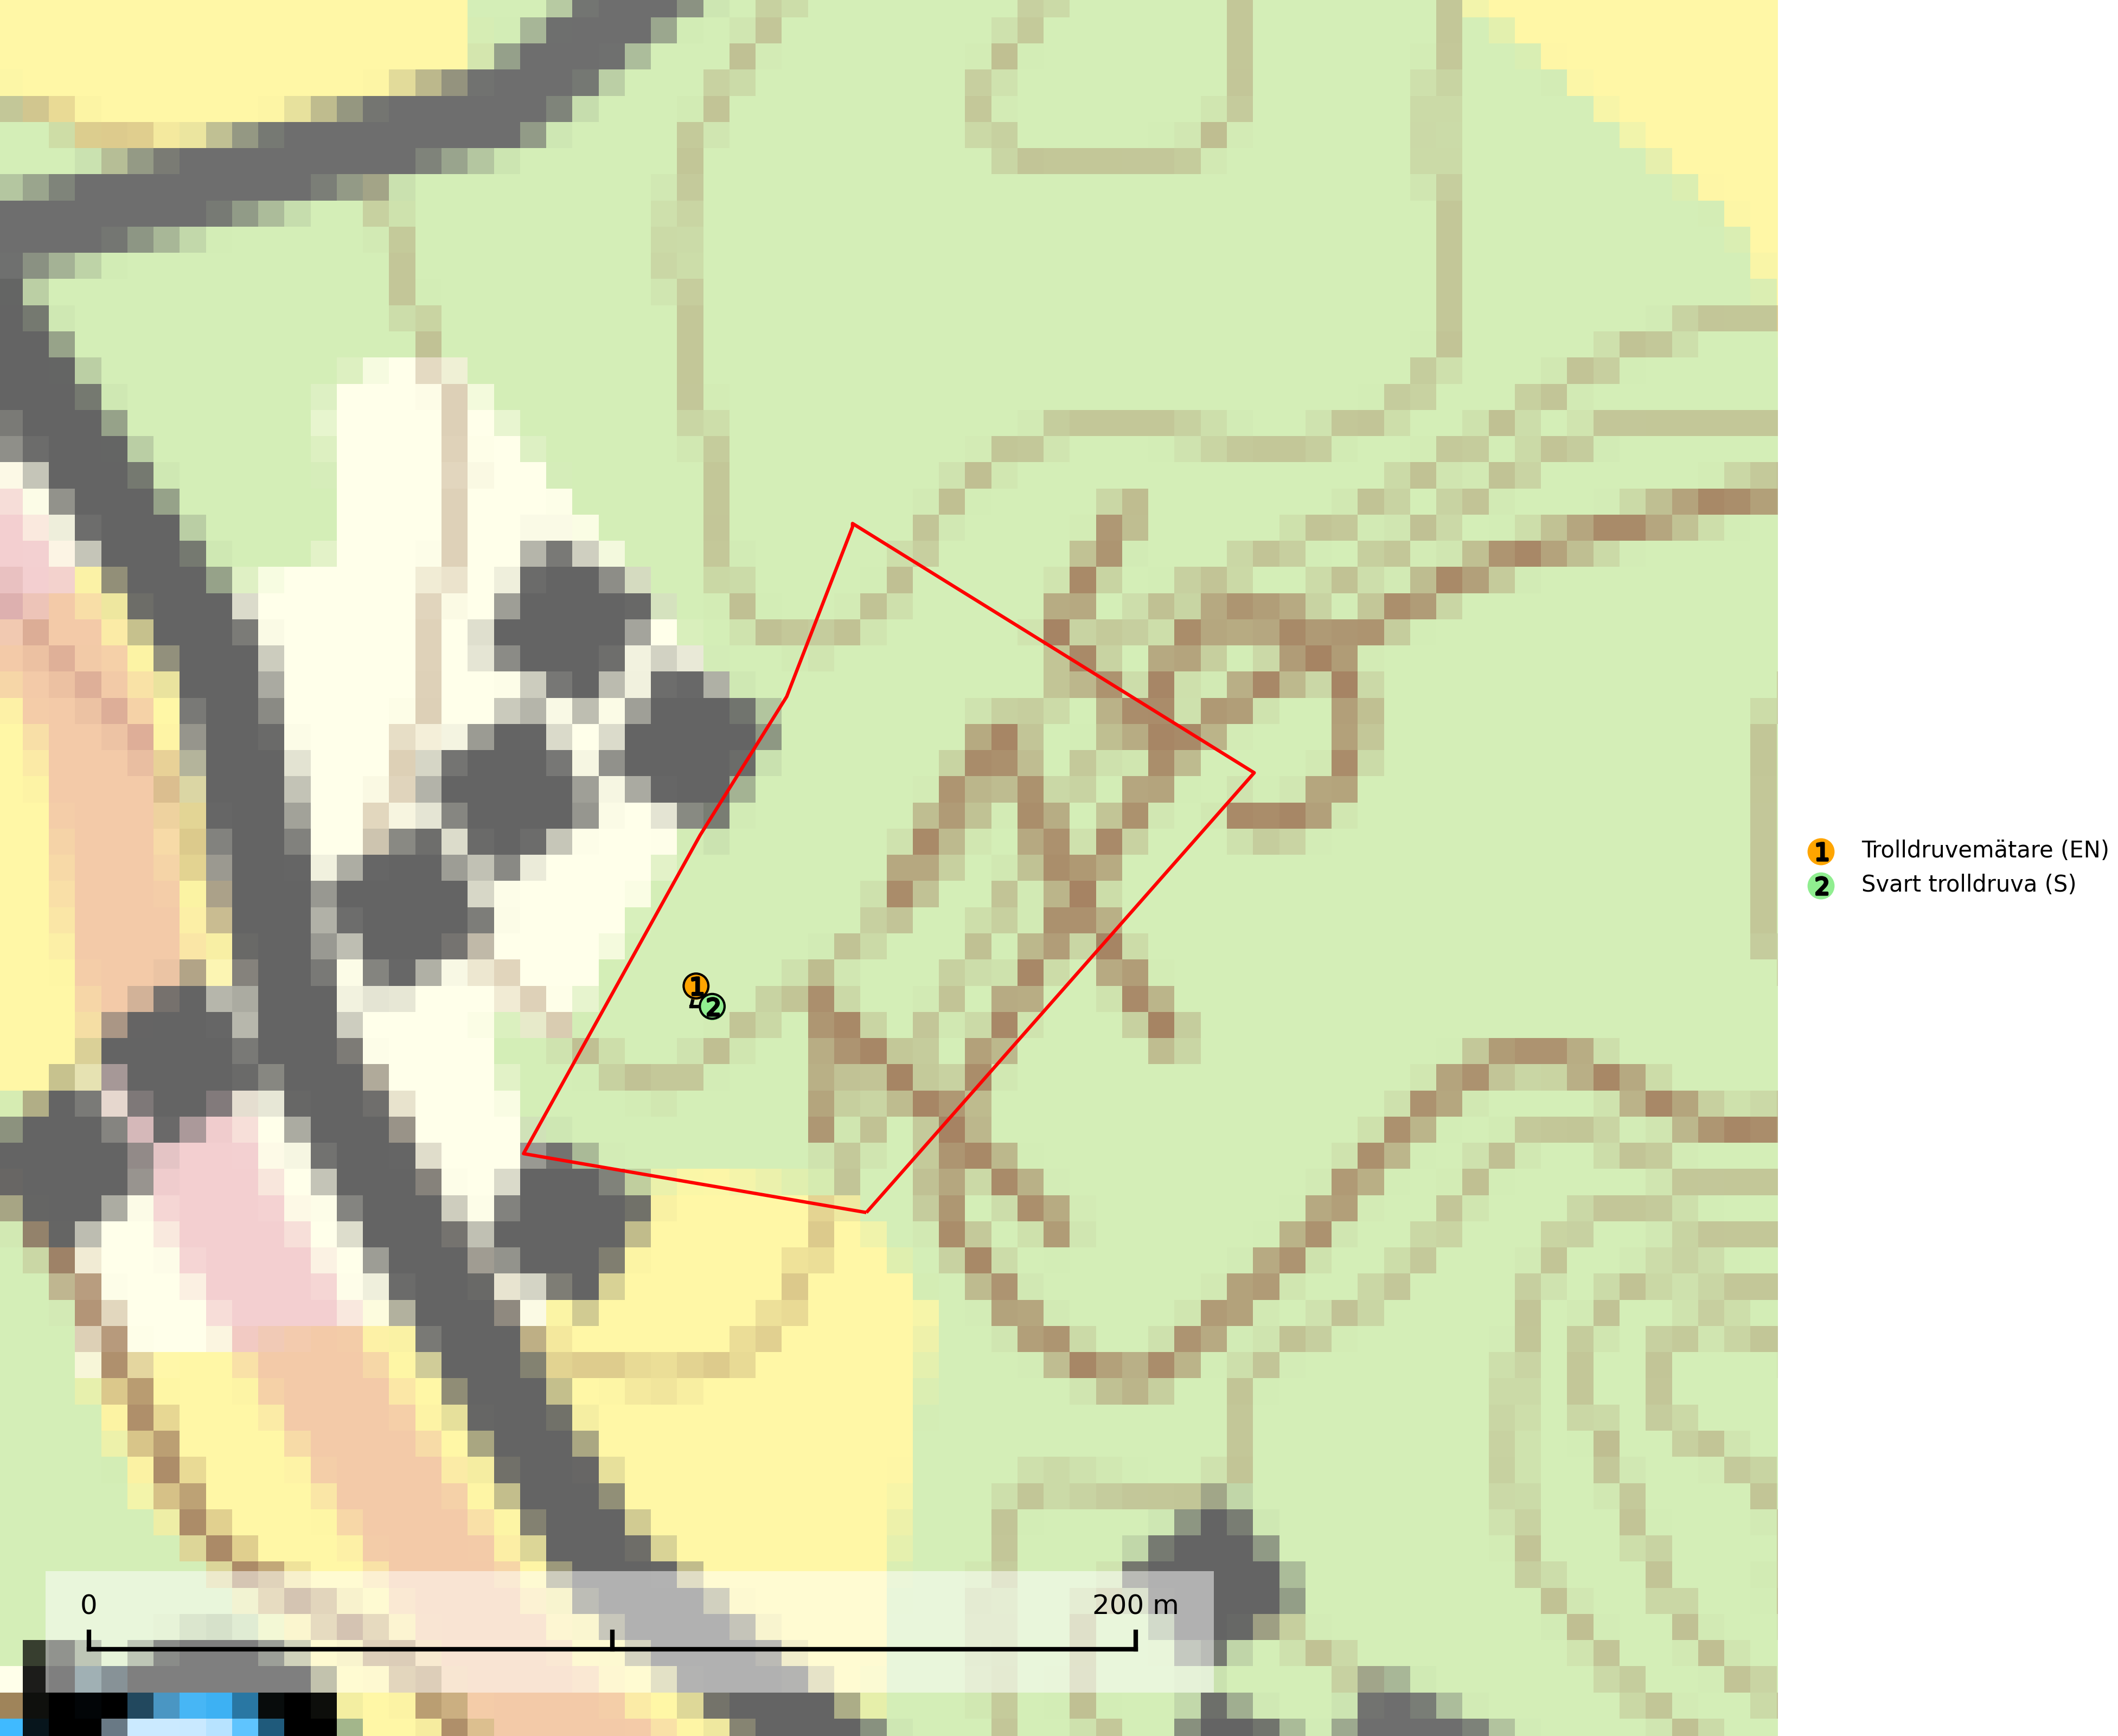 1
2
1 Trolldruvemätare (EN)
2 Svart trolldruva (S)
0 200 m